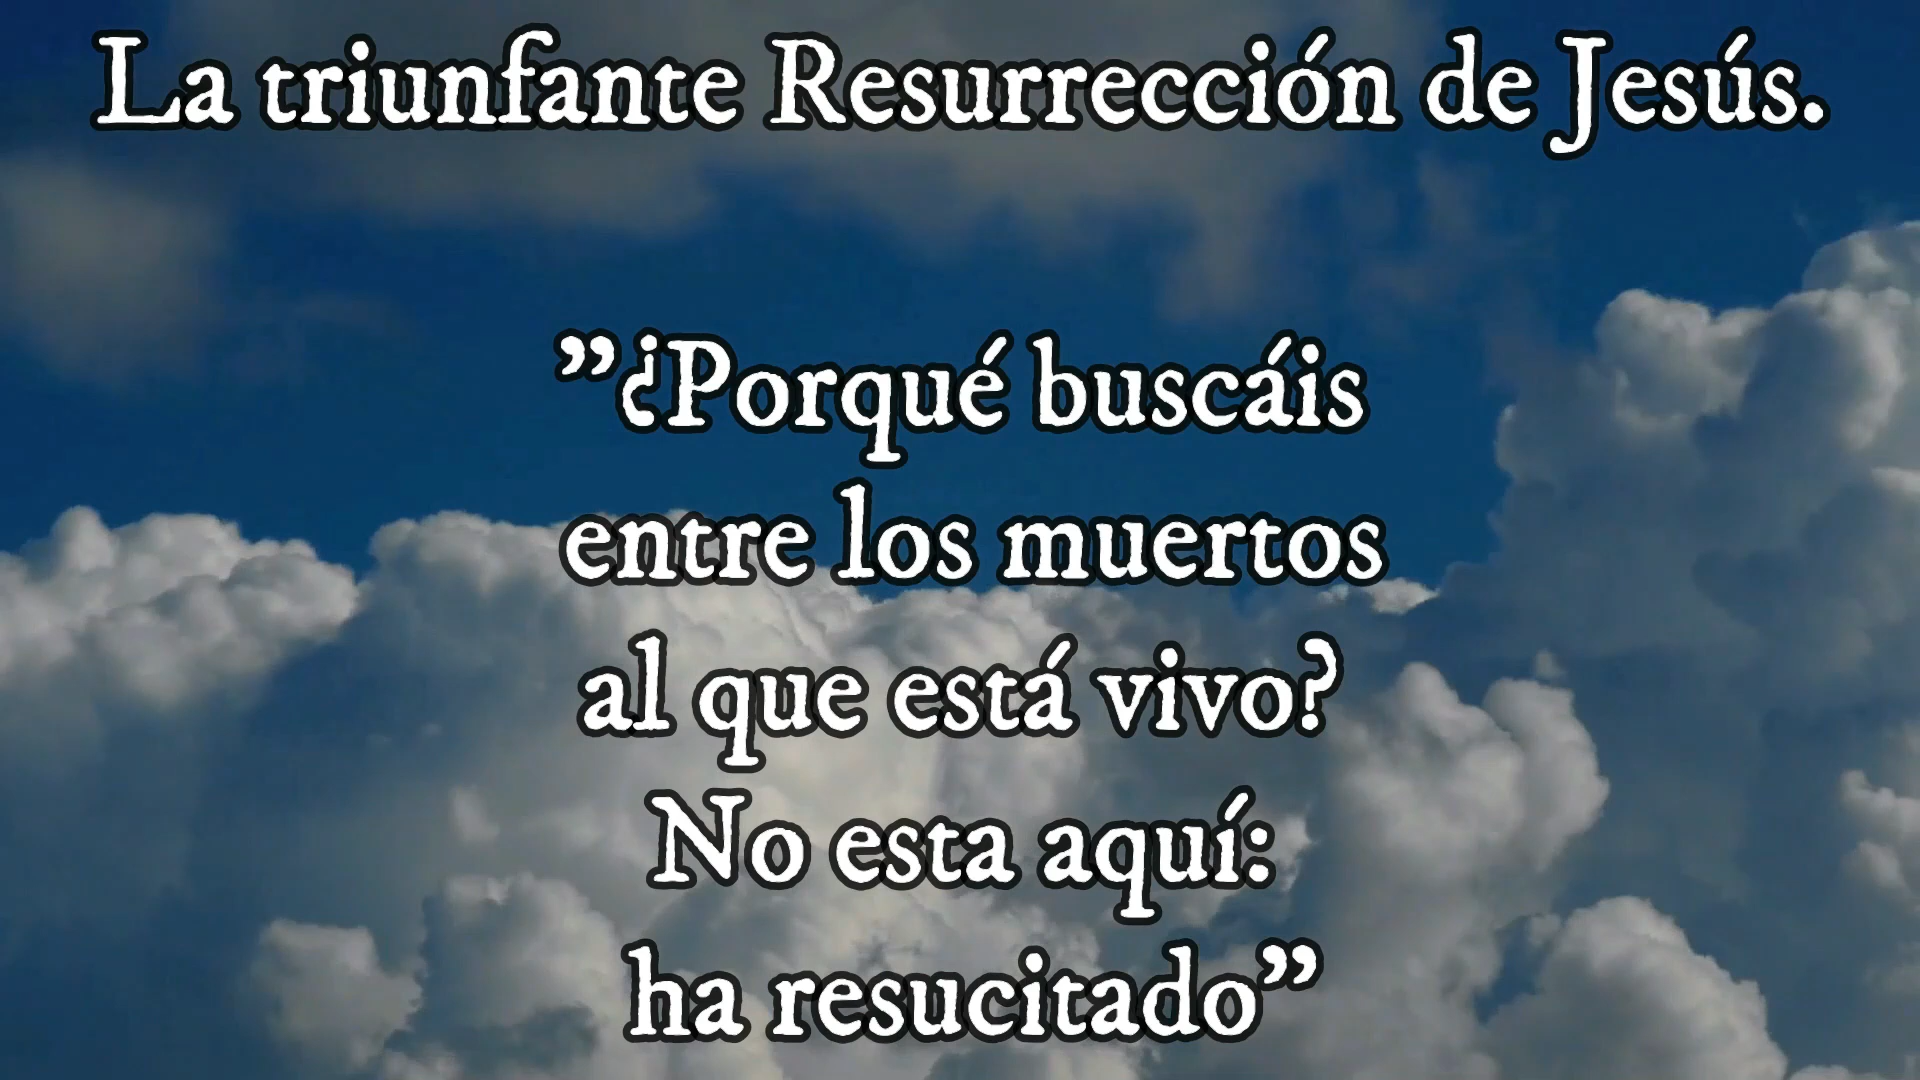 La triunfante Resurrección de Jesús.
”¿Porqué buscáis
entre los muertos
al que está vivo?
No esta aquí:
ha resucitado”